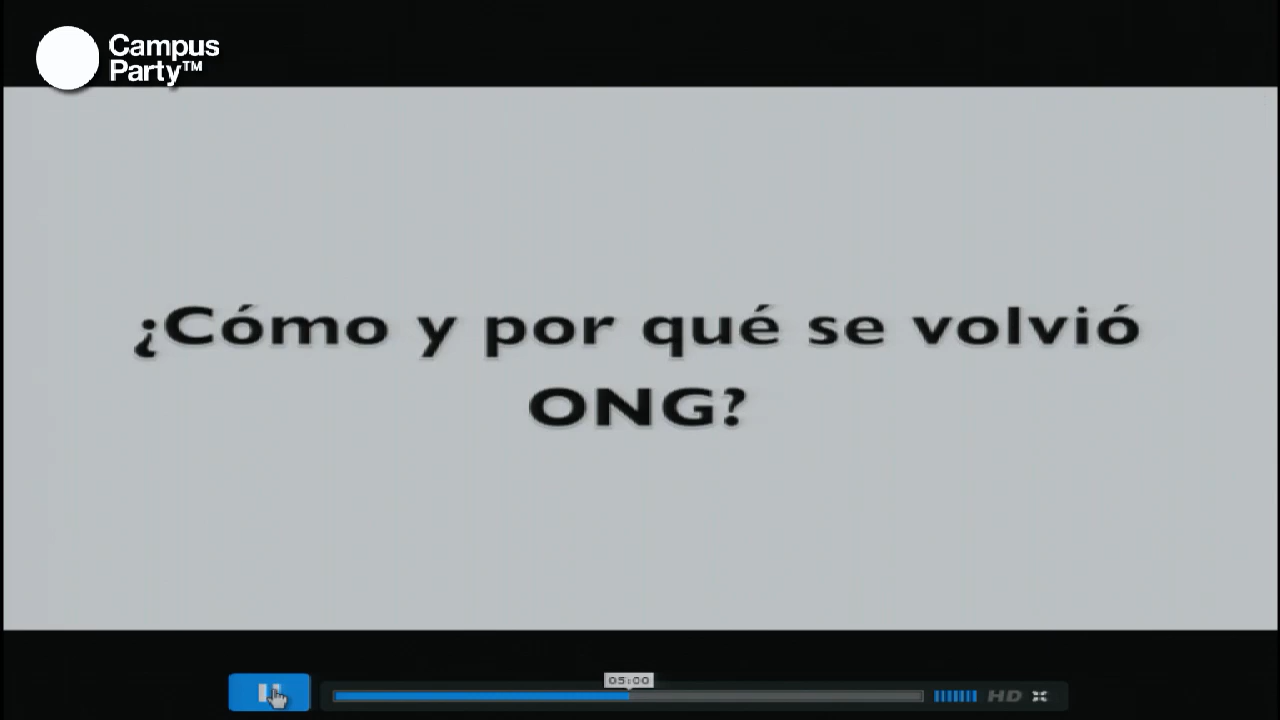 Campus
Party™
¿Cómo y por qué se volvió
ONG?
05:00
HD